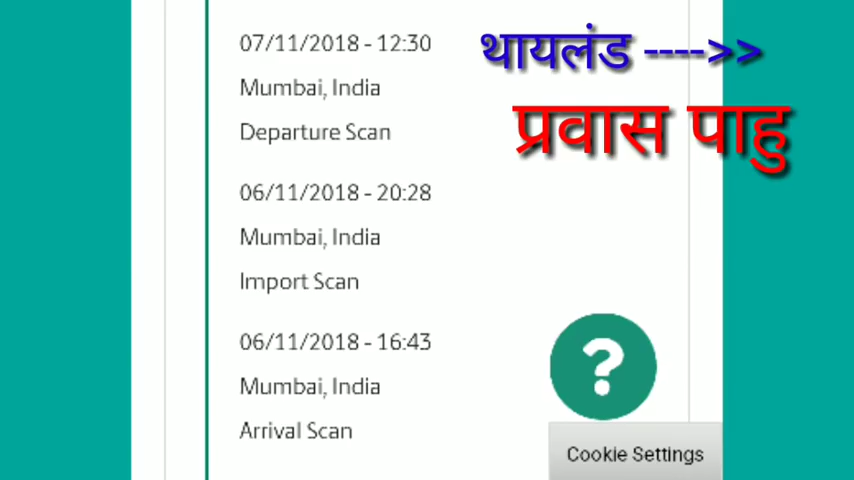 07/11/2018 - 12:30
Mumbai, India
Departure Scan
06/11/2018 - 20:28
Mumbai, India
Import Scan
06/11/2018 - 16:43
Mumbai, India
Arrival Scan
थायलंड ---->>
प्रवास पाहु
?
Cookie Settings